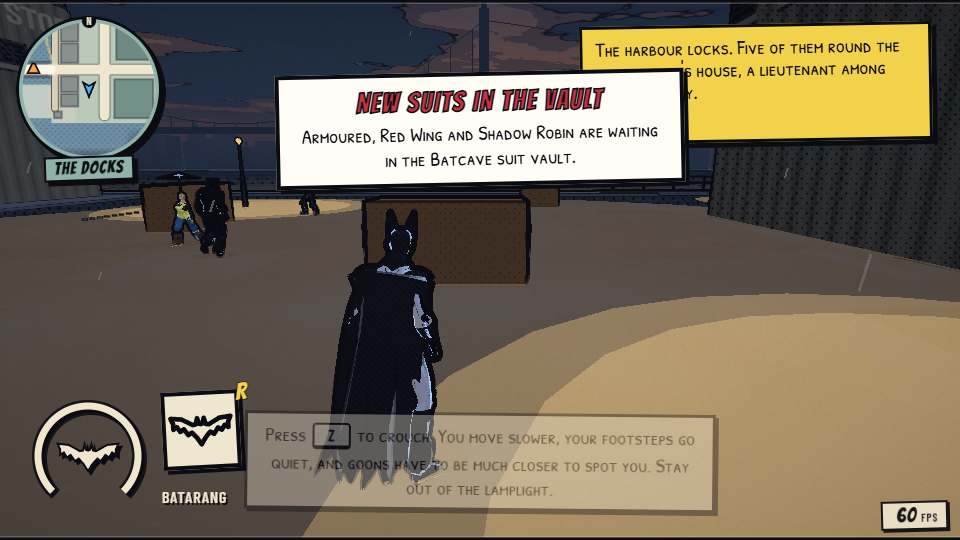 STO
N
THE DOCKS
THE HARBOUR LOCKS. FIVE OF THEM ROUND THE
S HOUSE, A LIEUTENANT AMONG
Y.
NEW SUITS IN THE VAULT
ARMOURED, RED WING AND SHADOW ROBIN ARE WAITING
IN THE BATCAVE SUIT VAULT.
R
BATARANG
PRESS Z TO CROUCH. YOU MOVE SLOWER, YOUR FOOTSTEPS GO
QUIET, AND GOONS HAVE TO BE MUCH CLOSER TO SPOT YOU. STAY
OUT OF THE LAMPLIGHT.
60 FPS